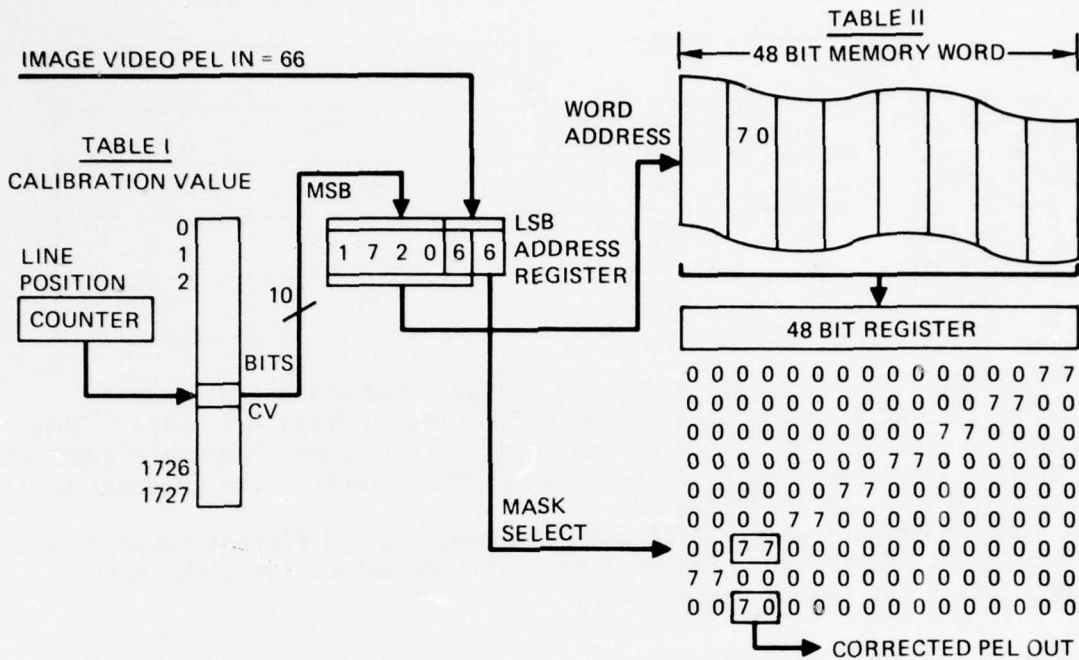 TABLE II
48 BIT MEMORY WORD
IMAGE VIDEO PEL IN = 66
WORD
ADDRESS
7 0
TABLE I
CALIBRATION VALUE
MSB
0
1
2
1 7 2 0 6 6
LSB
ADDRESS
REGISTER
LINE
POSITION
COUNTER
10
BITS
CV
1726
1727
48 BIT REGISTER
0 0 0 0 0 0 0 0 0 0 0 0 0 0 7 7
0 0 0 0 0 0 0 0 0 0 0 0 7 7 0 0
0 0 0 0 0 0 0 0 0 0 7 7 0 0 0 0
0 0 0 0 0 0 0 0 7 7 0 0 0 0 0 0
0 0 0 0 0 0 7 7 0 0 0 0 0 0 0 0
0 0 0 0 7 7 0 0 0 0 0 0 0 0 0 0
MASK
SELECT
0 0 7 7 0 0 0 0 0 0 0 0 0 0 0 0
7 7 0 0 0 0 0 0 0 0 0 0 0 0 0 0
0 0 7 0 0 0 0 0 0 0 0 0 0 0 0 0
CORRECTED PEL OUT